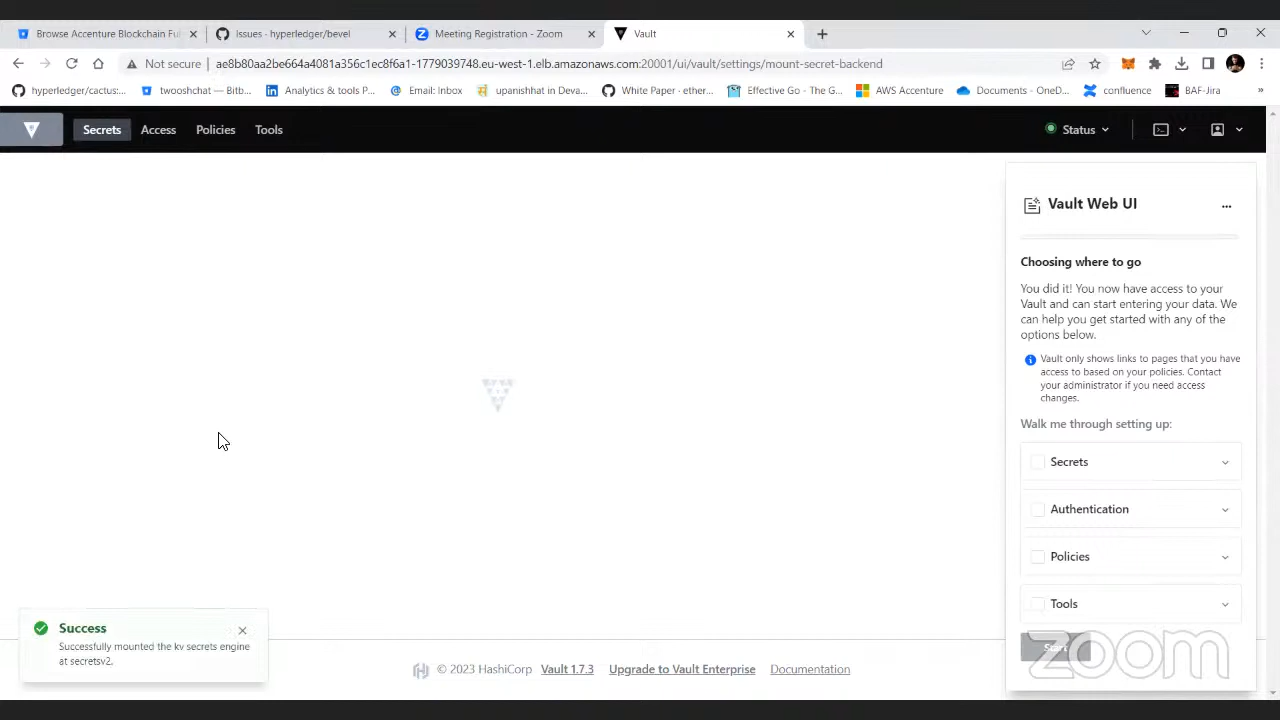 Browse Accenture Blockchain Ful
Issues · hyperledger/bevel
Meeting Registration - Zoom
Vault
Not secure
ae8b80aa2be664a4081a356c1ec8f6a1-1779039748.eu-west-1.elb.amazonaws.com:20001/ui/vault/settings/mount-secret-backend
hyperledger/cactus:...
twooshchat — Bitb...
Analytics & tools P...
Email: Inbox
upanishhat in Deva...
White Paper · ether...
Effective Go - The G...
AWS Accenture
Documents - OneD...
confluence
BAF-Jira
»
Secrets
Access
Policies
Tools
Status
Vault Web UI
...
Choosing where to go
You did it! You now have access to your
Vault and can start entering your data. We
can help you get started with any of the
options below.
Vault only shows links to pages that you have
access to based on your policies. Contact
your administrator if you need access
changes.
Walk me through setting up:
Secrets
Authentication
Policies
Tools
Start
zoom
Success
Successfully mounted the kv secrets engine
at secretsv2.
© 2023 HashiCorp
Vault 1.7.3
Upgrade to Vault Enterprise
Documentation